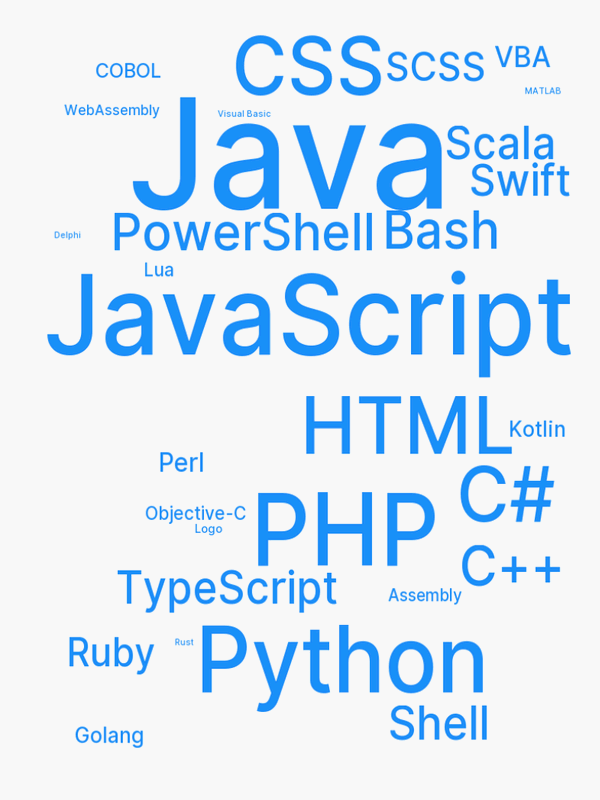 CSS
SCSS
VBA
COBOL
MATLAB
WebAssembly
Visual Basic
Java
Scala
Swift
PowerShell
Bash
Delphi
Lua
JavaScript
HTML
Kotlin
Perl
C#
Objective-C
Logo
PHP
C++
TypeScript
Assembly
Ruby
Rust
Python
Shell
Golang